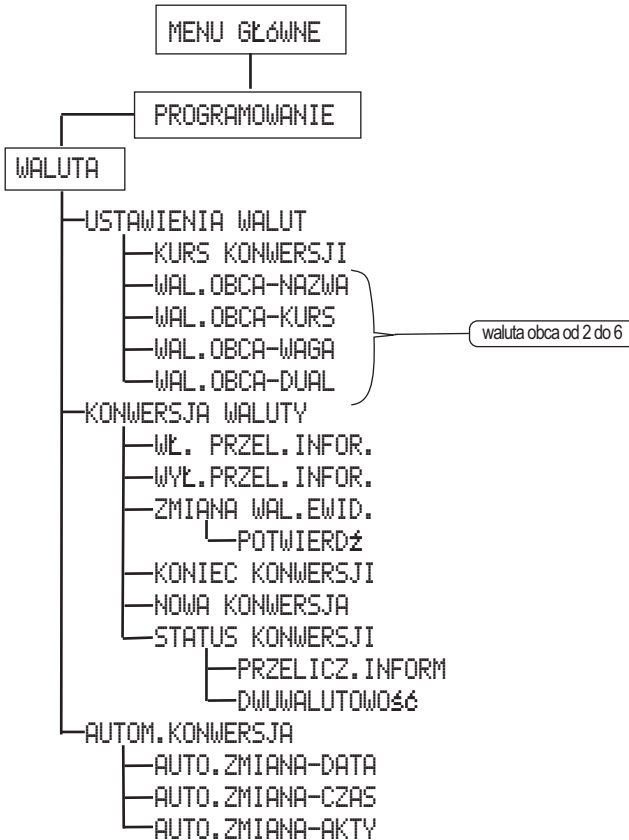 MENU GŁóWNE
PROGRAMOWANIE
WALUTA
USTAWIENIA WALUT
KURS KONWERSJI
WAL.OBCA-NAZWA
WAL.OBCA-KURS
waluta obca od 2 do 6
WAL.OBCA-WAGA
WAL.OBCA-DUAL
KONWERSJA WALUTY
WŁ. PRZEL.INFOR.
WYŁ.PRZEL.INFOR.
ZMIANA WAL.EWID.
POTWIERDź
KONIEC KONWERSJI
NOWA KONWERSJA
STATUS KONWERSJI
PRZELICZ.INFORM
DWUWALUTOWOść
AUTOM.KONWERSJA
AUTO.ZMIANA-DATA
AUTO.ZMIANA-CZAS
AUTO.ZMIANA-AKTY